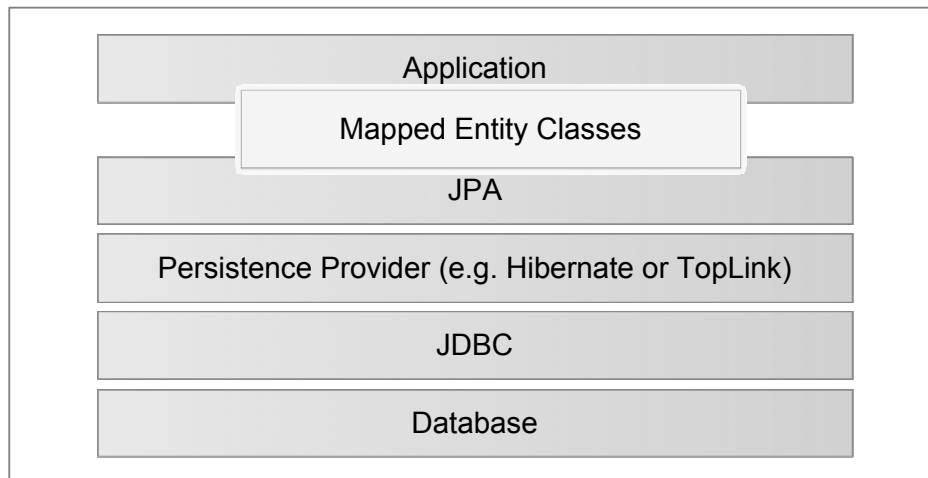 Application
Mapped Entity Classes
JPA
Persistence Provider (e.g. Hibernate or TopLink)
JDBC
Database